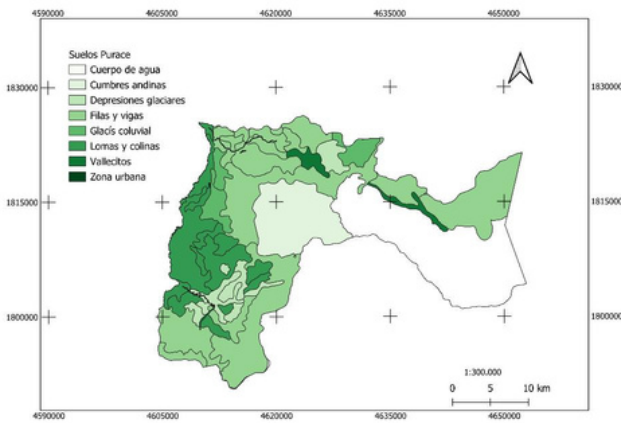 4590000 4605000 4620000 4635000 4650000
1830000 1830000
Suelos Purace
Cuerpo de agua
Cumbres andinas
Depresiones glaciares
Filas y vigas
Glacís coluvial
Lomas y colinas
Vallecitos
Zona urbana
1815000 1815000
1800000 1800000
1:300.000
0 5 10 km
4590000 4605000 4620000 4635000 4650000